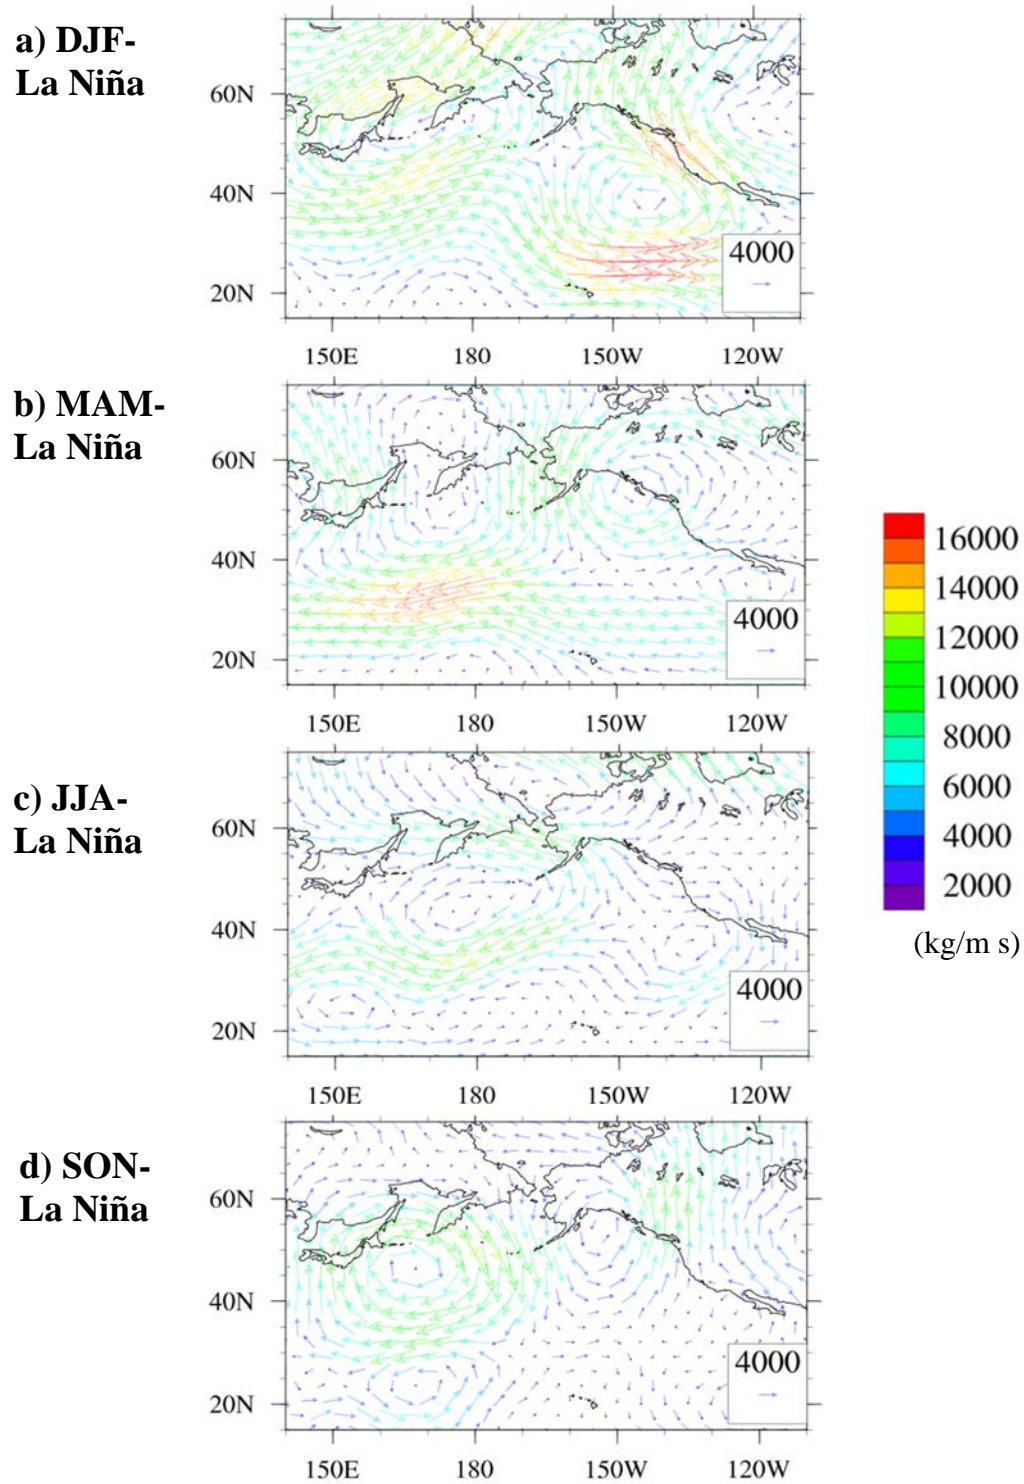 a) DJF-
La Niña
60N
40N
20N
4000
150E 180 150W 120W
b) MAM-
La Niña
60N
40N
20N
4000
150E 180 150W 120W
c) JJA-
La Niña
60N
40N
20N
4000
150E 180 150W 120W
d) SON-
La Niña
60N
40N
20N
4000
150E 180 150W 120W
16000
14000
12000
10000
8000
6000
4000
2000
(kg/m s)